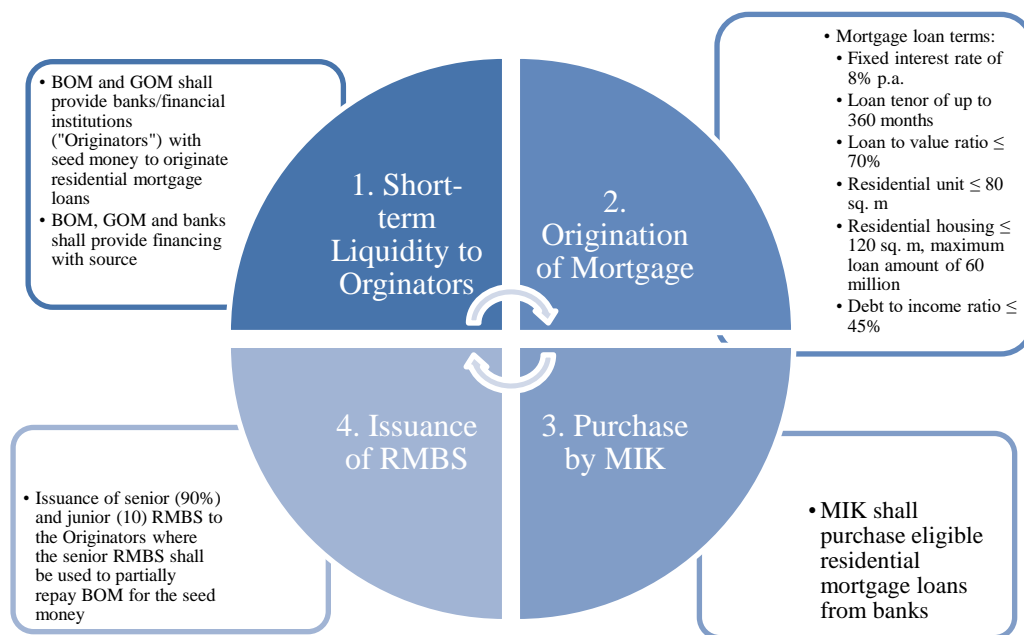 • BOM and GOM shall
provide banks/financial
institutions
("Originators") with
seed money to originate
residential mortgage
loans
• BOM, GOM and banks
shall provide financing
with source
1. Short-
term
Liquidity to
Orginators
2.
Origination
of Mortgage
• Mortgage loan terms:
• Fixed interest rate of
8% p.a.
• Loan tenor of up to
360 months
• Loan to value ratio ≤
70%
• Residential unit ≤ 80
sq. m
• Residential housing ≤
120 sq. m, maximum
loan amount of 60
million
• Debt to income ratio ≤
45%
4. Issuance
of RMBS
3. Purchase
by MIK
• Issuance of senior (90%)
and junior (10) RMBS to
the Originators where
the senior RMBS shall
be used to partially
repay BOM for the seed
money
• MIK shall
purchase eligible
residential
mortgage loans
from banks